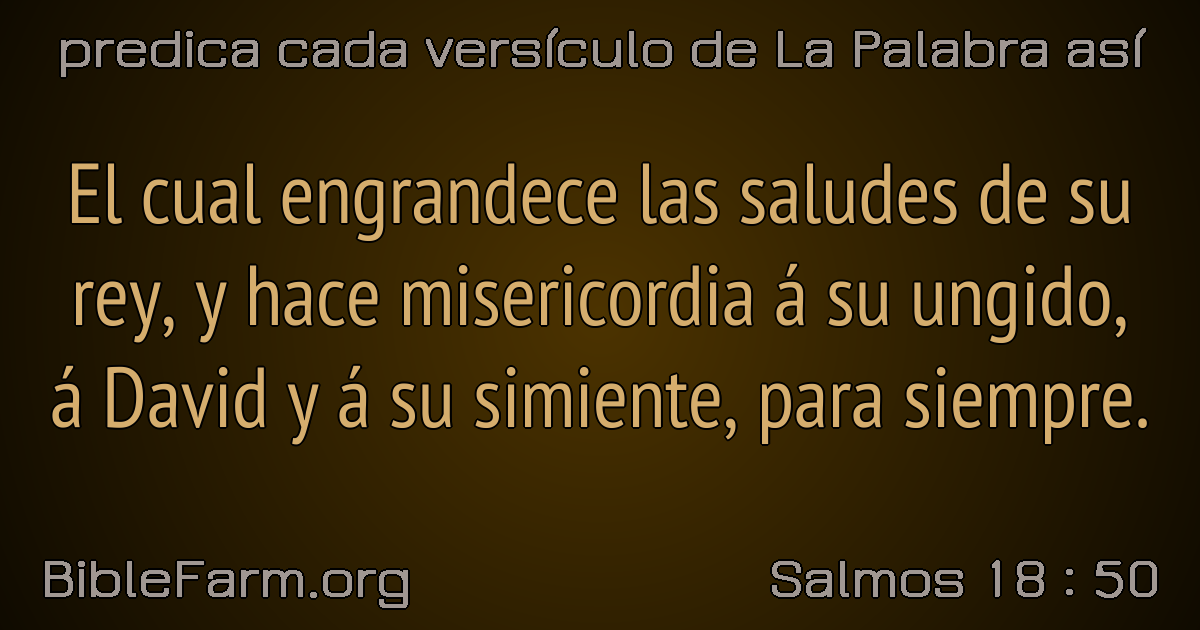 predica cada versículo de La Palabra así
El cual engrandece las saludes de su
rey, y hace misericordia á su ungido,
á David y á su simiente, para siempre.
BibleFarm.org
Salmos 18 : 50